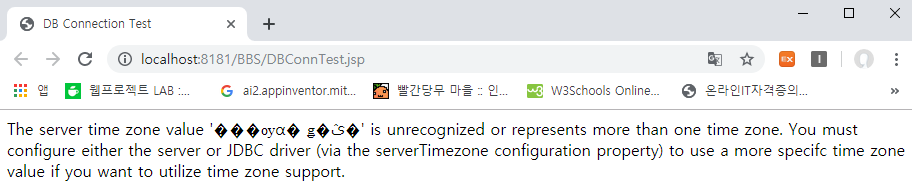 DB Connection Test
localhost:8181/BBS/DBConnTest.jsp
앱 웹프로젝트 LAB :... ai2.appinventor.mit... 빨간당무 마을 :: 인... W3Schools Online... 온라인IT자격증의... »
The server time zone value '���ѹα� ǥ�ؽ�' is unrecognized or represents more than one time zone. You must
configure either the server or JDBC driver (via the serverTimezone configuration property) to use a more specifc time zone
value if you want to utilize time zone support.